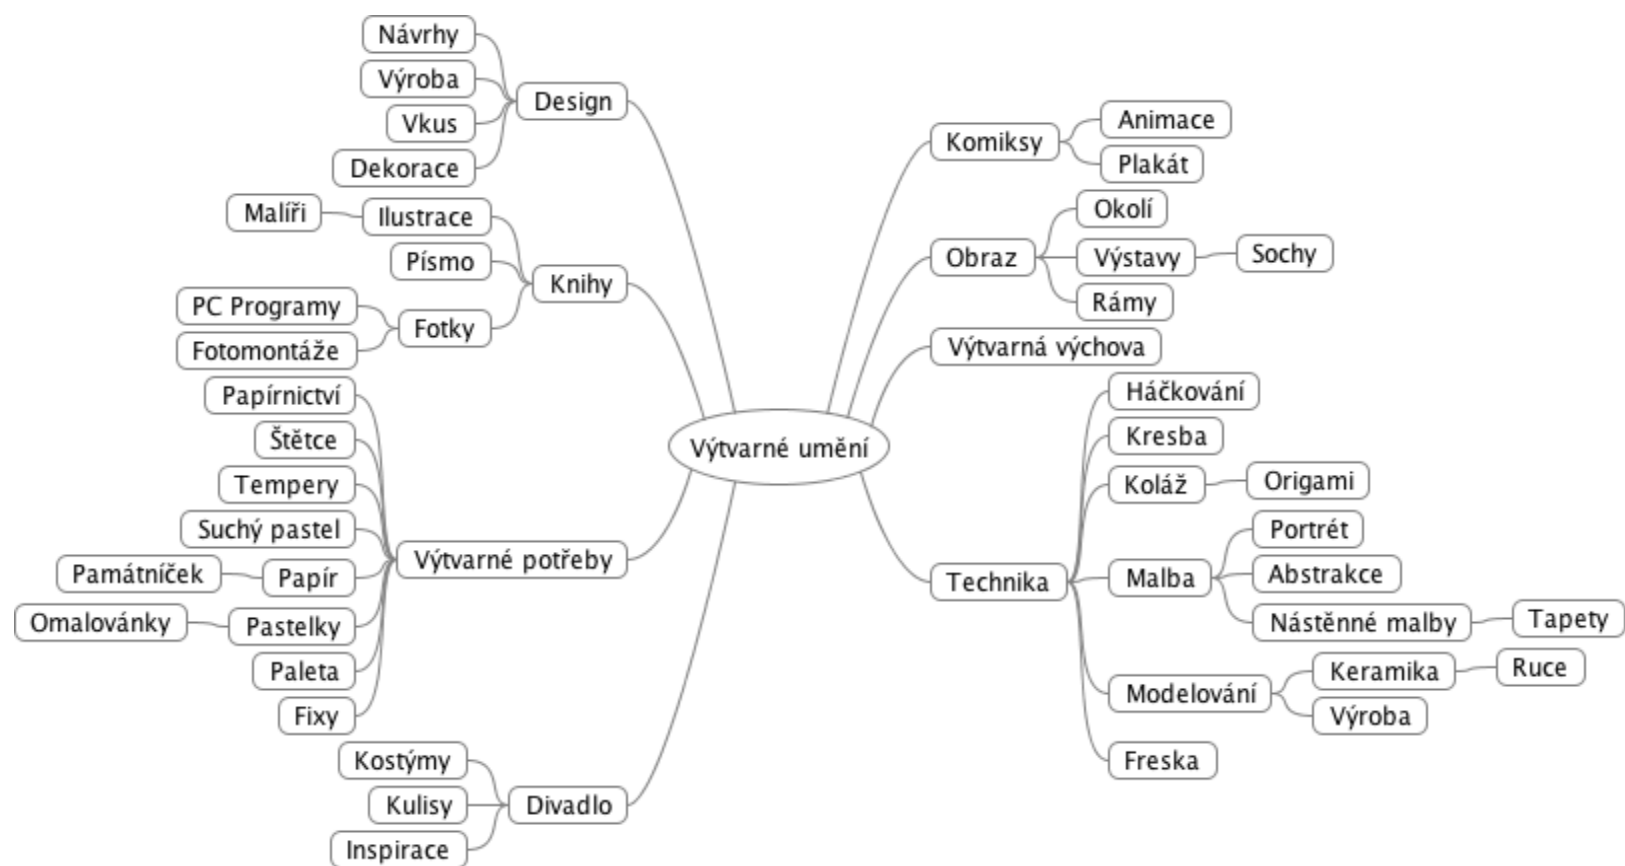 Návrhy
Výroba
Vkus
Dekorace
Design
Malíři
Ilustrace
Písmo
PC Programy
Fotomontáže
Fotky
Knihy
Papírnictví
Štětce
Tempery
Suchý pastel
Památníček
Papír
Omalovánky
Pastelky
Paleta
Fixy
Výtvarné potřeby
Kostýmy
Kulisy
Inspirace
Divadlo
Výtvarné umění
Komiksy
Animace
Plakát
Obraz
Okolí
Výstavy
Sochy
Rámy
Výtvarná výchova
Technika
Háčkování
Kresba
Koláž
Origami
Malba
Portrét
Abstrakce
Nástěnné malby
Tapety
Modelování
Keramika
Ruce
Výroba
Freska